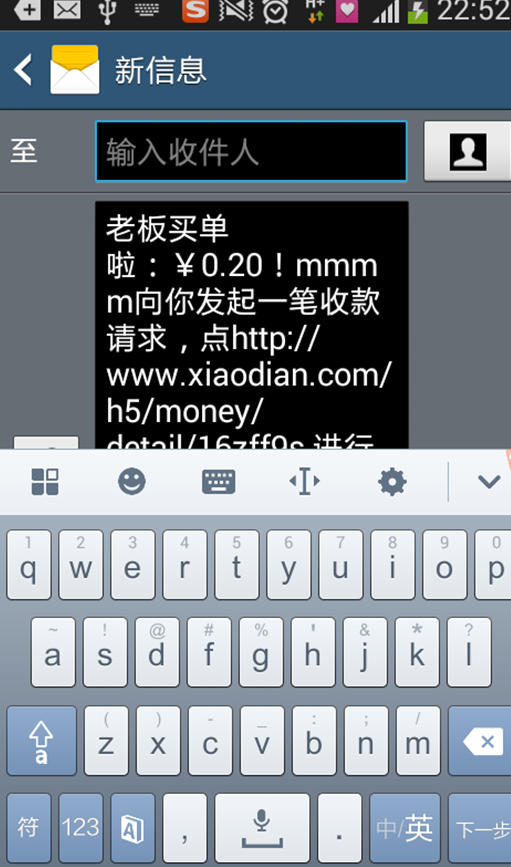 22:52
新信息
至
输入收件人
老板买单
啦：￥0.20！mmm
m向你发起一笔收款
请求，点http://
www.xiaodian.com/
h5/money/
detail/16zff9s 进行
1 2 3 4 5 6 7 8 9 0
q w e r t y u i o p
~ ! @ # % ' & * ?
a s d f g h j k l
( ) - _ : ; /
a z x c v b n m
符 123 , . 中/英 下一步